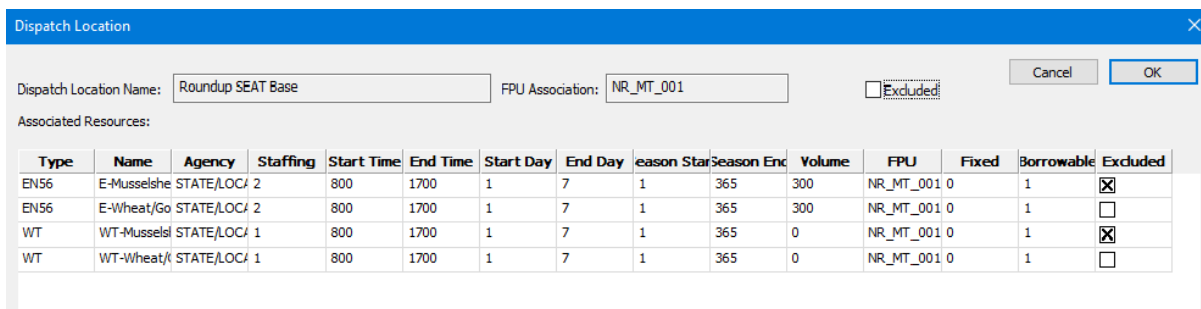 Dispatch Location
Dispatch Location Name: Roundup SEAT Base FPU Association: NR_MT_001 Excluded Cancel OK
Associated Resources:
Type Name Agency Staffing Start Time End Time Start Day End Day eason Star Season End Volume FPU Fixed Borrowable Excluded
EN56 E-Musselshe STATE/LOCA 2 800 1700 1 7 1 365 300 NR_MT_001 0 1
EN56 E-Wheat/Go STATE/LOCA 2 800 1700 1 7 1 365 300 NR_MT_001 0 1
WT WT-Musselsl STATE/LOCA 1 800 1700 1 7 1 365 0 NR_MT_001 0 1
WT WT-Wheat/( STATE/LOCA 1 800 1700 1 7 1 365 0 NR_MT_001 0 1